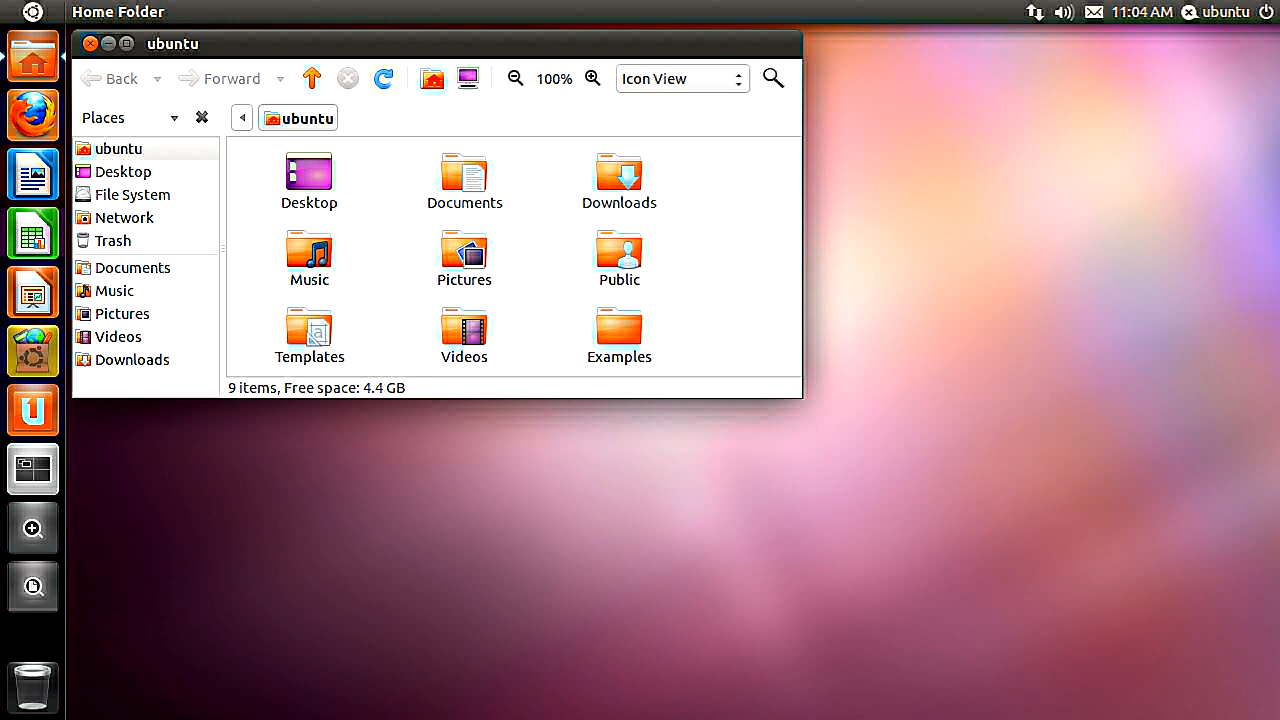 Home Folder 11:04 AM ubuntu
ubuntu
Back Forward 100% Icon View
Places ubuntu
ubuntu
Desktop
File System
Network
Trash
Documents
Music
Pictures
Videos
Downloads
Desktop Documents Downloads
Music Pictures Public
Templates Videos Examples
9 items, Free space: 4.4 GB